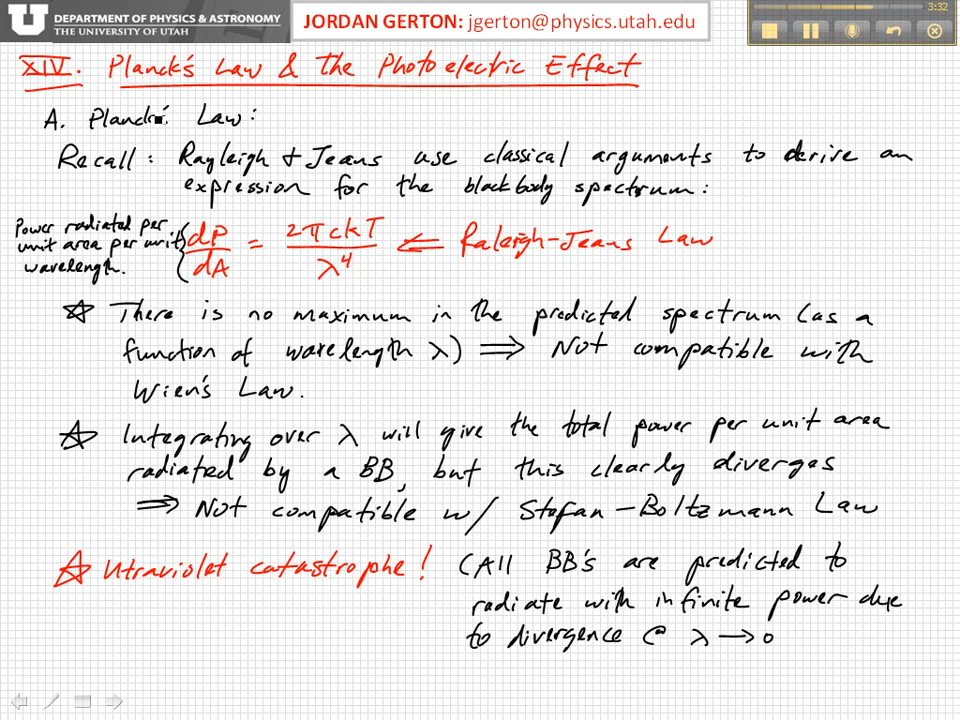 DEPARTMENT OF PHYSICS & ASTRONOMY
THE UNIVERSITY OF UTAH
JORDAN GERTON: jgerton@physics.utah.edu
3:32
XIV. Planck's Law & the Photoelectric Effect
A. Planck's Law:
Recall: Rayleigh & Jeans use classical arguments to derive an
expression for the blackbody spectrum:
Power radiated per
unit area per unit
wavelength.
dP/dA = 2πckT/λ⁴ ⇐ Raleigh-Jeans Law
☆ There is no maximum in the predicted spectrum (as a
function of wavelength λ) ⇒ Not compatible with
Wien's Law.
☆ Integrating over λ will give the total power per unit area
radiated by a BB, but this clearly diverges
⇒ Not compatible w/ Stefan-Boltzmann Law
☆ Utraviolet catastrophe! (All BB's are predicted to
radiate with infinite power due
to divergence @ λ → 0